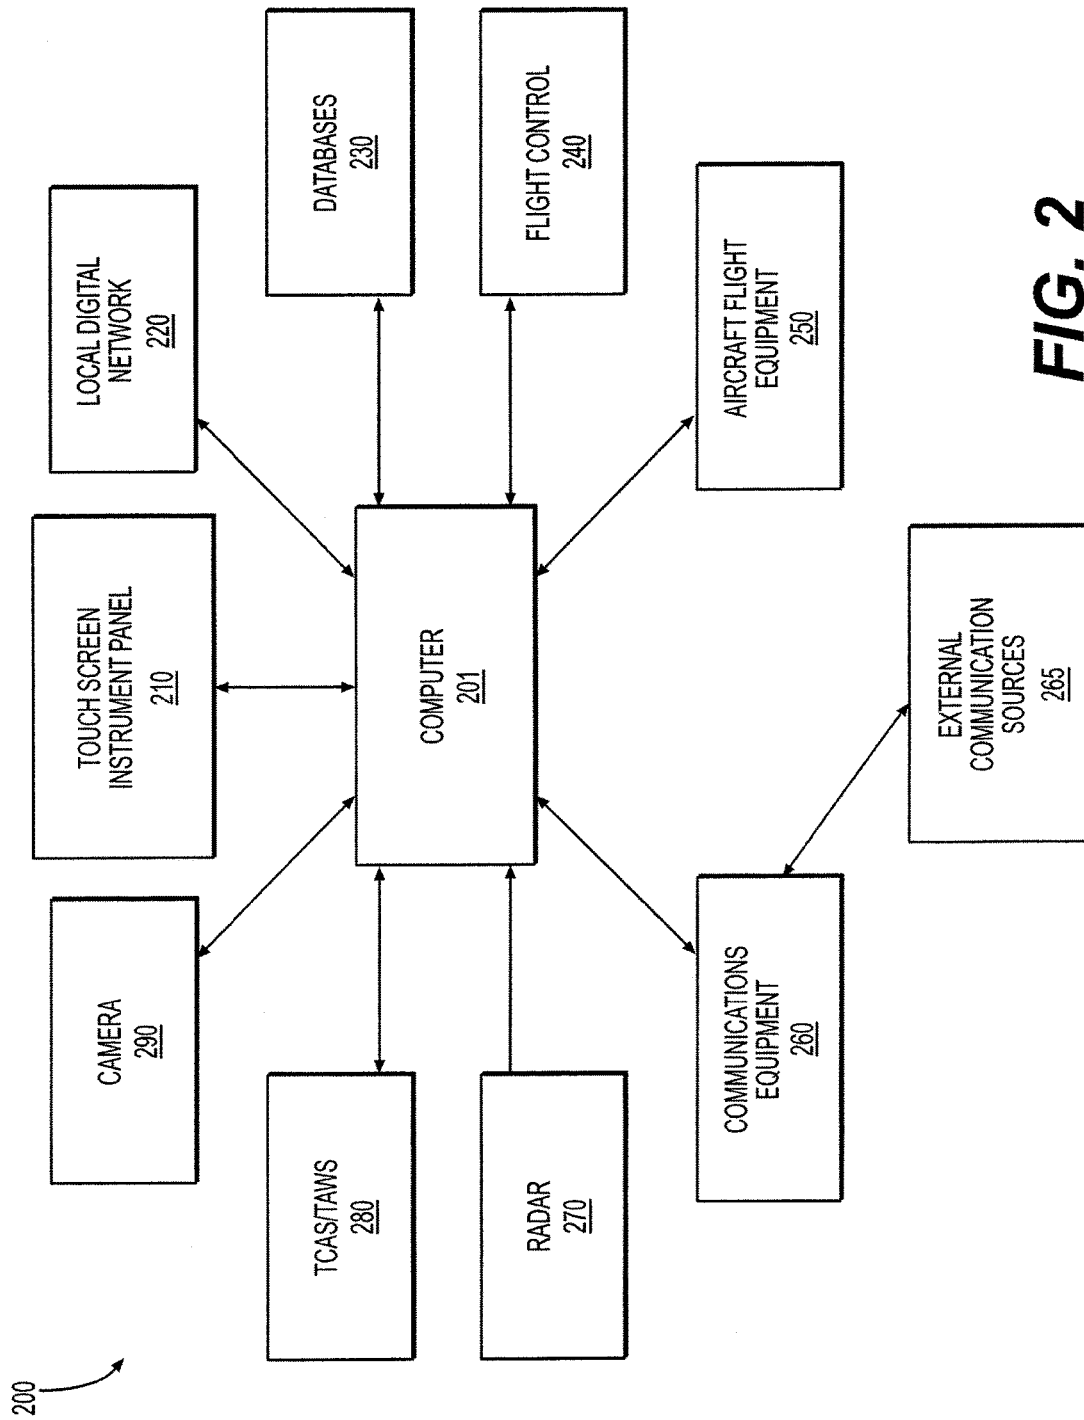 200
CAMERA
290
TOUCH SCREEN
INSTRUMENT PANEL
210
LOCAL DIGITAL
NETWORK
220
TCAS/TAWS
280
COMPUTER
201
DATABASES
230
RADAR
270
FLIGHT CONTROL
240
COMMUNICATIONS
EQUIPMENT
260
AIRCRAFT FLIGHT
EQUIPMENT
250
EXTERNAL
COMMUNICATION
SOURCES
265
FIG. 2